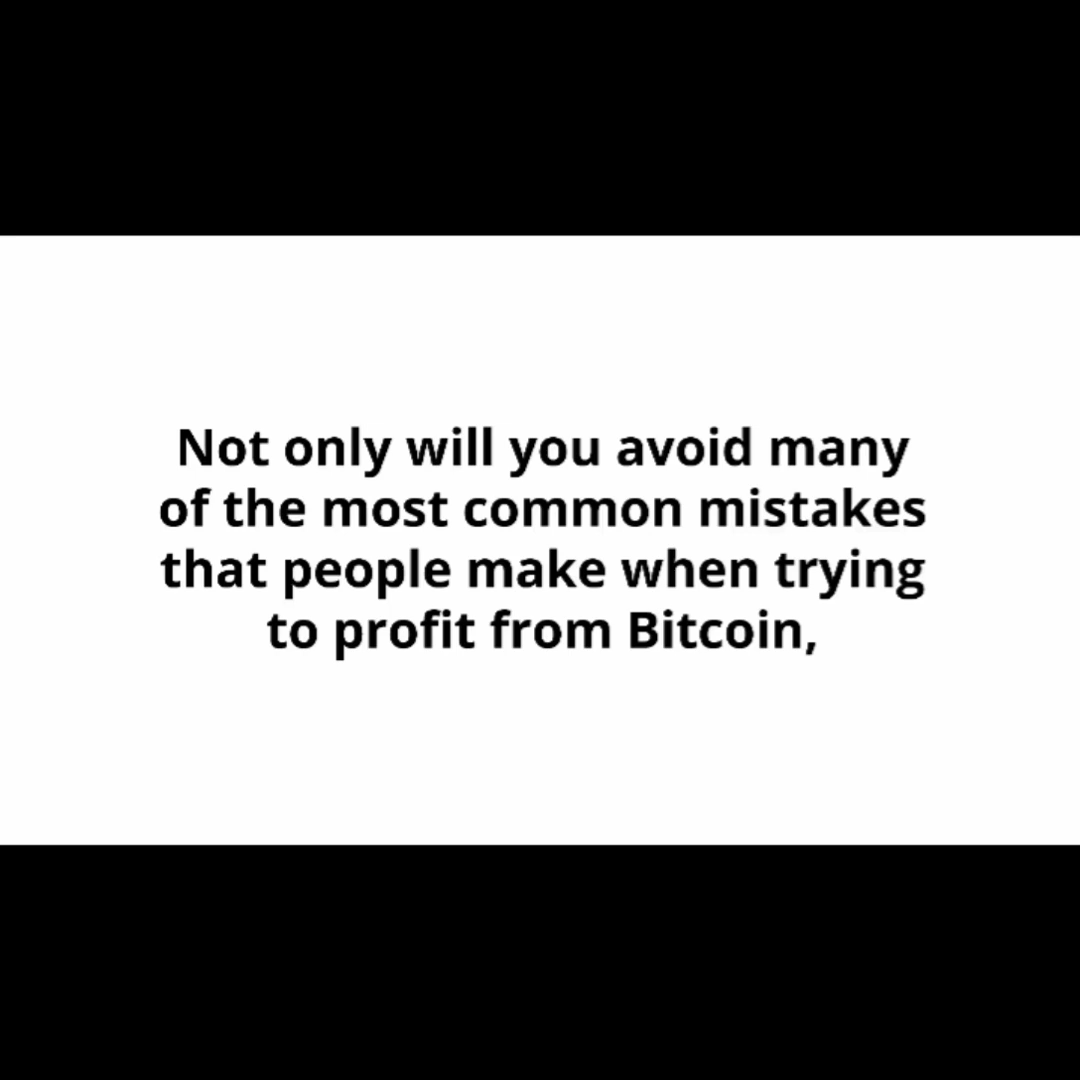 Not only will you avoid many
of the most common mistakes
that people make when trying
to profit from Bitcoin,